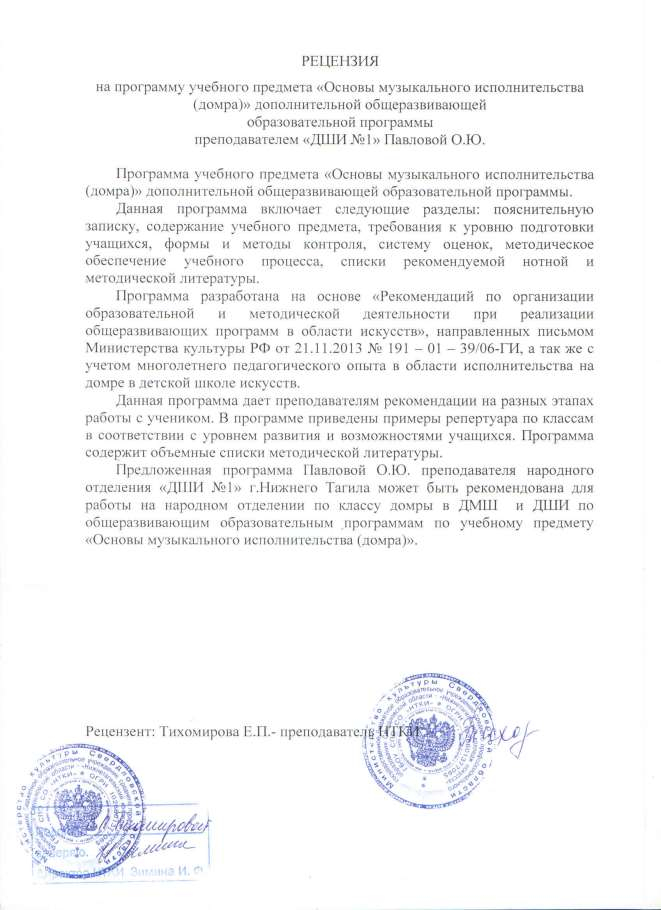 РЕЦЕНЗИЯ
на программу учебного предмета «Основы музыкального исполнительства
(домра)» дополнительной общеразвивающей
образовательной программы
преподавателем «ДШИ №1» Павловой О.Ю.
Программа учебного предмета «Основы музыкального исполнительства
(домра)» дополнительной общеразвивающей образовательной программы.
Данная программа включает следующие разделы: пояснительную
записку, содержание учебного предмета, требования к уровню подготовки
учащихся, формы и методы контроля, систему оценок, методическое
обеспечение учебного процесса, списки рекомендуемой нотной и
методической литературы.
Программа разработана на основе «Рекомендаций по организации
образовательной и методической деятельности при реализации
общеразвивающих программ в области искусств», направленных письмом
Министерства культуры РФ от 21.11.2013 № 191 – 01 – 39/06-ГИ, а так же с
учетом многолетнего педагогического опыта в области исполнительства на
домре в детской школе искусств.
Данная программа дает преподавателям рекомендации на разных этапах
работы с учеником. В программе приведены примеры репертуара по классам
в соответствии с уровнем развития и возможностями учащихся. Программа
содержит объемные списки методической литературы.
Предложенная программа Павловой О.Ю. преподавателя народного
отделения «ДШИ №1» г.Нижнего Тагила может быть рекомендована для
работы на народном отделении по классу домры в ДМШ и ДШИ по
общеразвивающим образовательным программам по учебному предмету
«Основы музыкального исполнительства (домра)».
Рецензент: Тихомирова Е.П.- преподаватель НТКИ
Министерство культуры Свердловской области
Зимина И. Ф.